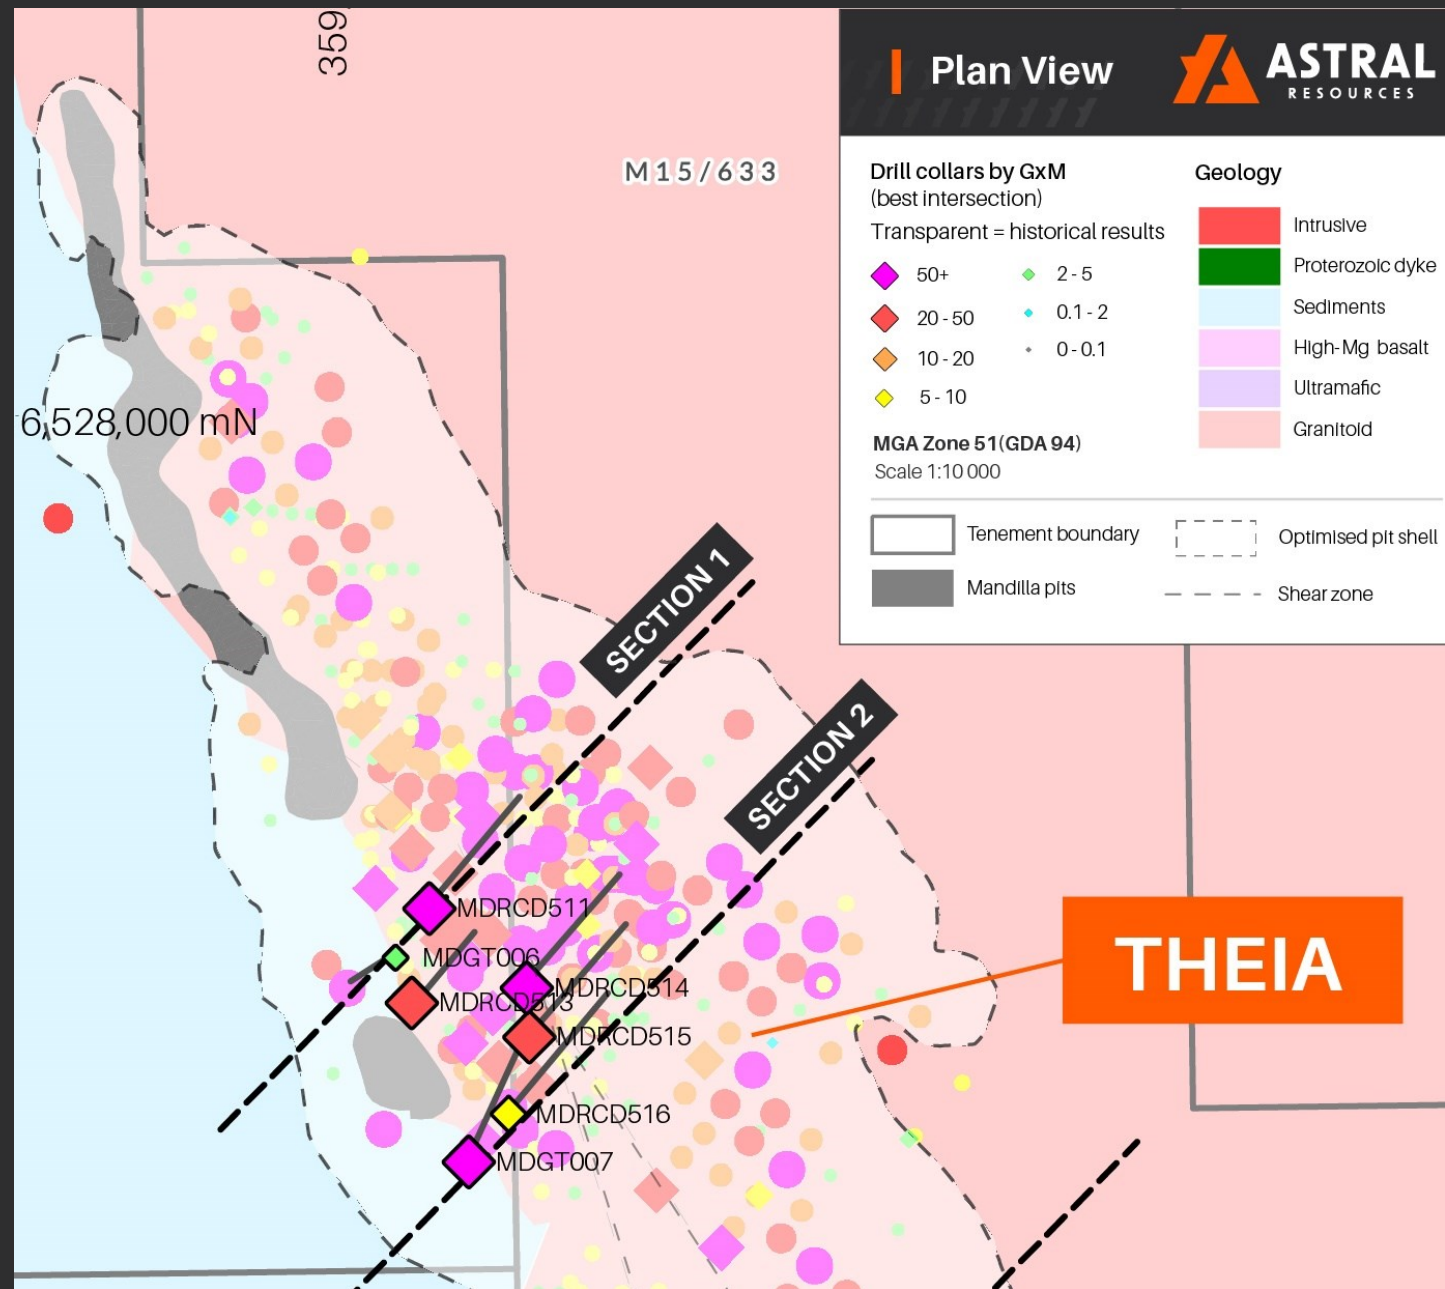 359
Plan View
ASTRAL
RESOURCES
M15/633
Drill collars by GxM
(best intersection)
Transparent = historical results
50+
20 - 50
10 - 20
5 - 10
2 - 5
0.1 - 2
0 - 0.1
Geology
Intrusive
Proterozoic dyke
Sediments
High-Mg basalt
Ultramafic
Granitoid
MGA Zone 51(GDA 94)
Scale 1:10 000
Tenement boundary
Optimised pit shell
Mandilla pits
Shear zone
6,528,000 mN
SECTION 1
SECTION 2
MDRCD511
MDGT006
MDRCD513
MDRCD514
MDRCD515
MDRCD516
MDGT007
THEIA